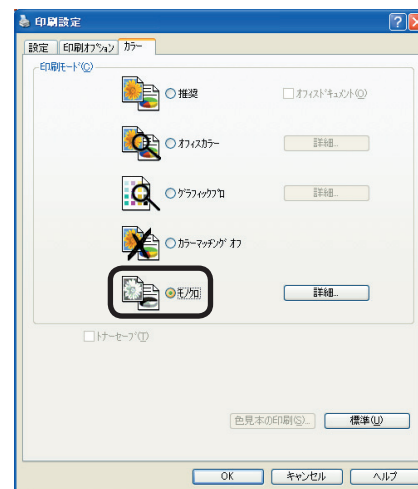 印刷設定
設定 印刷オプション カラー
印刷モード(C)
推奨 オフィスドキュメント(O)
オフィスカラー 詳細...
グラフィックプロ 詳細...
カラーマッチング オフ
モノクロ 詳細...
トナーセーブ(T)
色見本の印刷(S)... 標準(U)
OK キャンセル ヘルプ